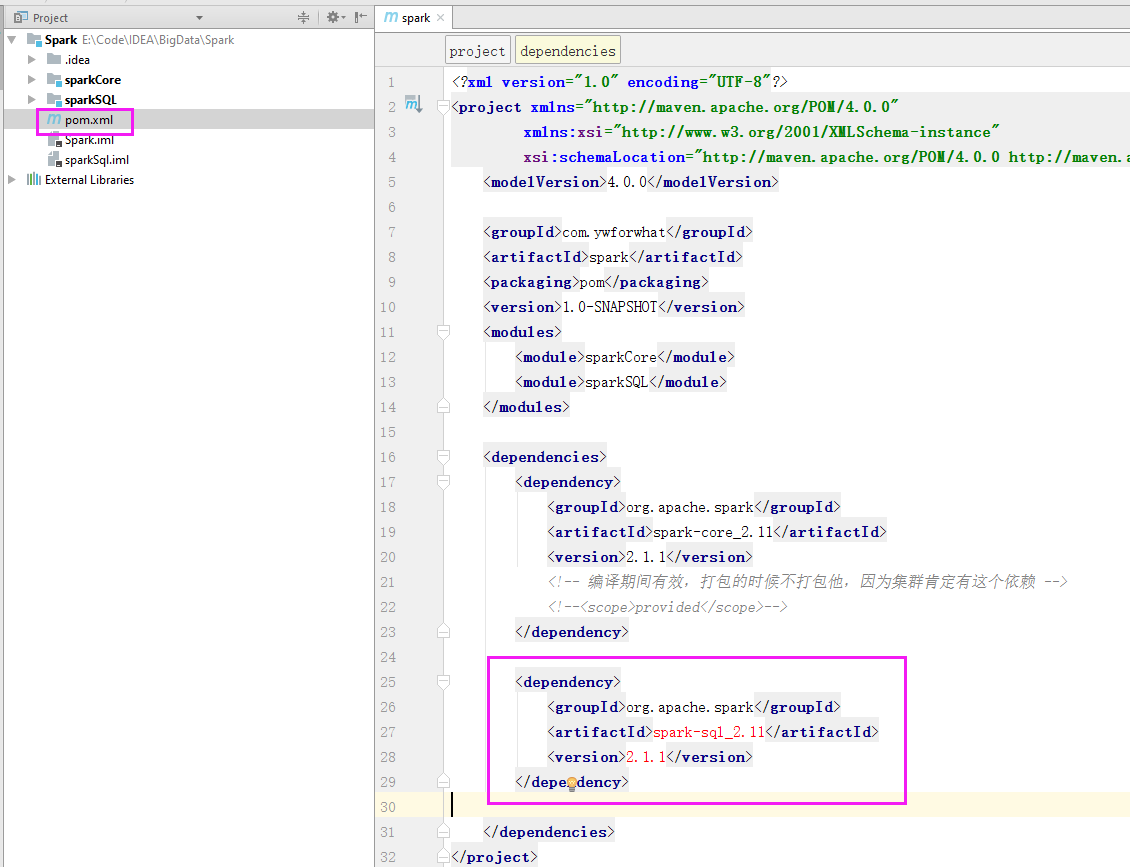 Project
Spark E:\Code\IDEA\BigData\Spark
.idea
sparkCore
sparkSQL
pom.xml
Spark.iml
sparkSql.iml
External Libraries
spark
project
dependencies
1 <?xml version="1.0" encoding="UTF-8"?>
2 <project xmlns="http://maven.apache.org/POM/4.0.0"
3 xmlns:xsi="http://www.w3.org/2001/XMLSchema-instance"
4 xsi:schemaLocation="http://maven.apache.org/POM/4.0.0 http://maven.a
5 <modelVersion>4.0.0</modelVersion>
6
7 <groupId>com.ywforwhat</groupId>
8 <artifactId>spark</artifactId>
9 <packaging>pom</packaging>
10 <version>1.0-SNAPSHOT</version>
11 <modules>
12 <module>sparkCore</module>
13 <module>sparkSQL</module>
14 </modules>
15
16 <dependencies>
17 <dependency>
18 <groupId>org.apache.spark</groupId>
19 <artifactId>spark-core_2.11</artifactId>
20 <version>2.1.1</version>
21 <!-- 编译期间有效，打包的时候不打包他，因为集群肯定有这个依赖 -->
22 <!--<scope>provided</scope>-->
23 </dependency>
24
25 <dependency>
26 <groupId>org.apache.spark</groupId>
27 <artifactId>spark-sql_2.11</artifactId>
28 <version>2.1.1</version>
29 </dependency>
30
31 </dependencies>
32 </project>